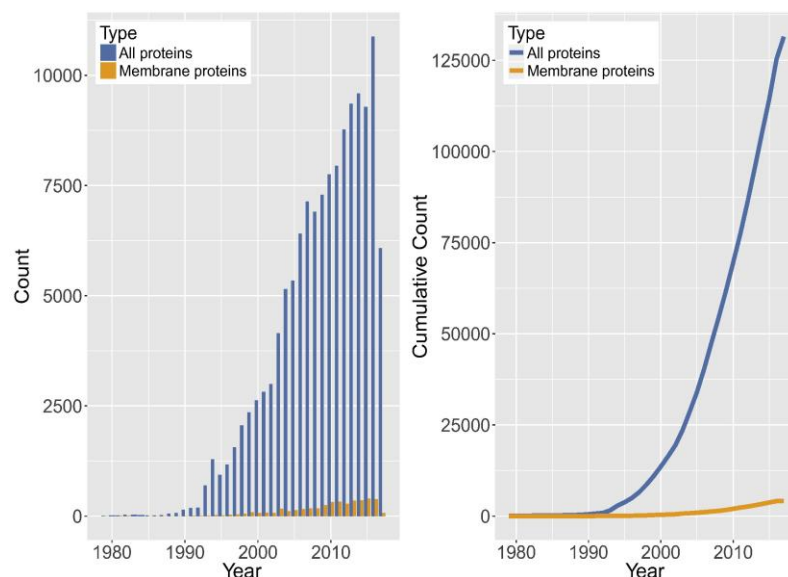 Type
All proteins
Membrane proteins
10000
7500
5000
2500
0
Count
1980
1990
2000
2010
Year
Type
All proteins
Membrane proteins
125000
100000
75000
50000
25000
0
Cumulative Count
1980
1990
2000
2010
Year